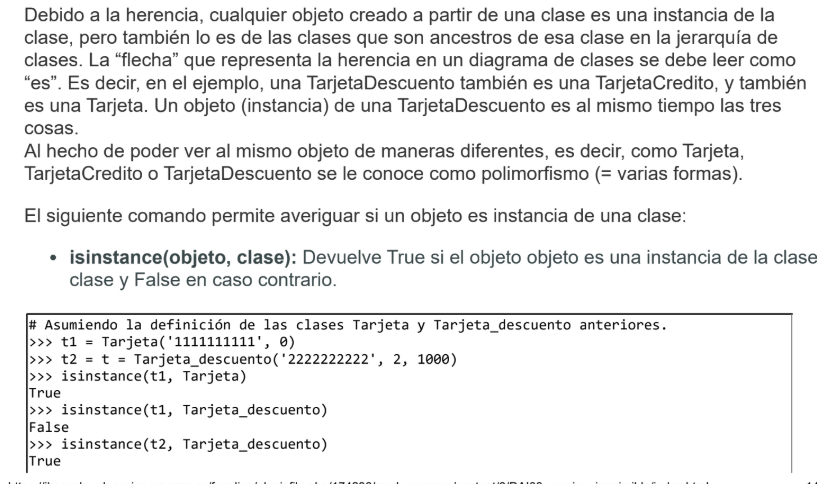 Debido a la herencia, cualquier objeto creado a partir de una clase es una instancia de la
clase, pero también lo es de las clases que son ancestros de esa clase en la jerarquía de
clases. La “flecha” que representa la herencia en un diagrama de clases se debe leer como
“es”. Es decir, en el ejemplo, una TarjetaDescuento también es una TarjetaCredito, y también
es una Tarjeta. Un objeto (instancia) de una TarjetaDescuento es al mismo tiempo las tres
cosas.
Al hecho de poder ver al mismo objeto de maneras diferentes, es decir, como Tarjeta,
TarjetaCredito o TarjetaDescuento se le conoce como polimorfismo (= varias formas).
El siguiente comando permite averiguar si un objeto es instancia de una clase:
• isinstance(objeto, clase): Devuelve True si el objeto objeto es una instancia de la clase
clase y False en caso contrario.
# Asumiendo la definición de las clases Tarjeta y Tarjeta_descuento anteriores.
>>> t1 = Tarjeta('1111111111', 0)
>>> t2 = t = Tarjeta_descuento('2222222222', 2, 1000)
>>> isinstance(t1, Tarjeta)
True
>>> isinstance(t1, Tarjeta_descuento)
False
>>> isinstance(t2, Tarjeta_descuento)
True